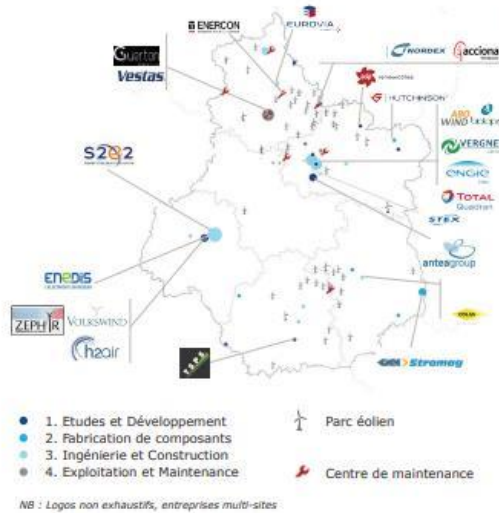 ENERCON
EUROVIA
NORDEX
acciona
Vestas
HUTCHINSON
ABO
WIND
VERGNET
S2E2
ENGIE
TOTAL
Quadran
STEX
anteagroup
ENEDIS
ZEPHYR
VOLKSWIND
h2air
Stromag
1. Etudes et Développement
2. Fabrication de composants
3. Ingénierie et Construction
4. Exploitation et Maintenance
Parc éolien
Centre de maintenance
NB : Logos non exhaustifs, entreprises multi-sites